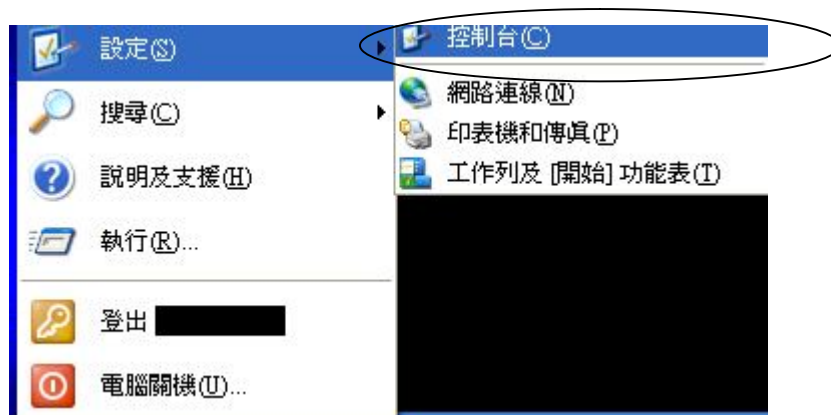 設定(S)
搜尋(C)
說明及支援(H)
執行(R)...
登出
電腦關機(U)...
控制台(C)
網路連線(N)
印表機和傳真(P)
工作列及 [開始] 功能表(T)